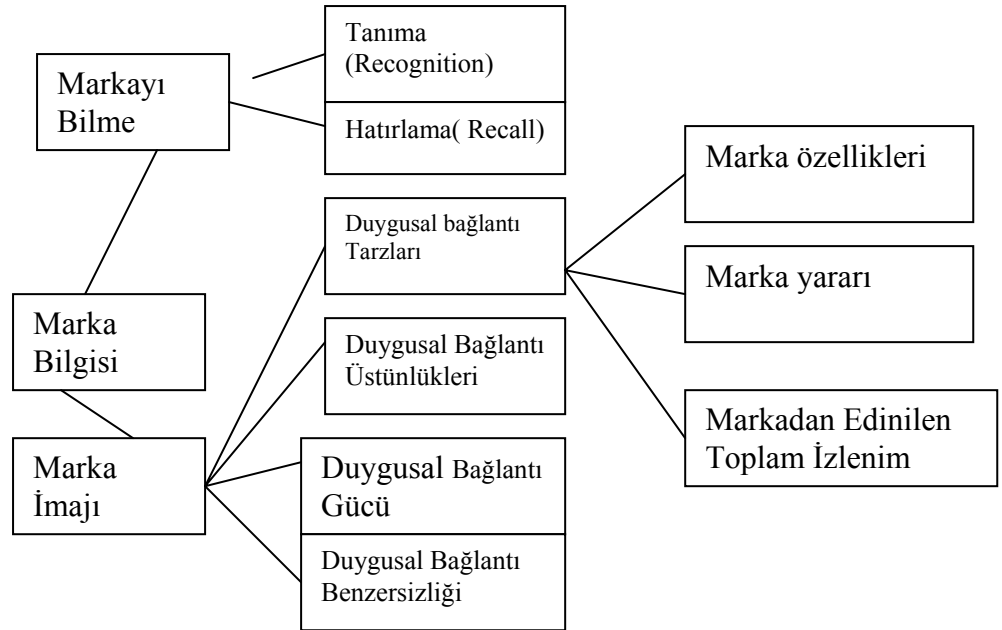 Tanıma
(Recognition)
Markayı
Bilme
Hatırlama( Recall)
Marka özellikleri
Duygusal bağlantı
Tarzları
Marka yararı
Marka
Bilgisi
Duygusal Bağlantı
Üstünlükleri
Markadan Edinilen
Toplam İzlenim
Marka
İmajı
Duygusal Bağlantı
Gücü
Duygusal Bağlantı
Benzersizliği